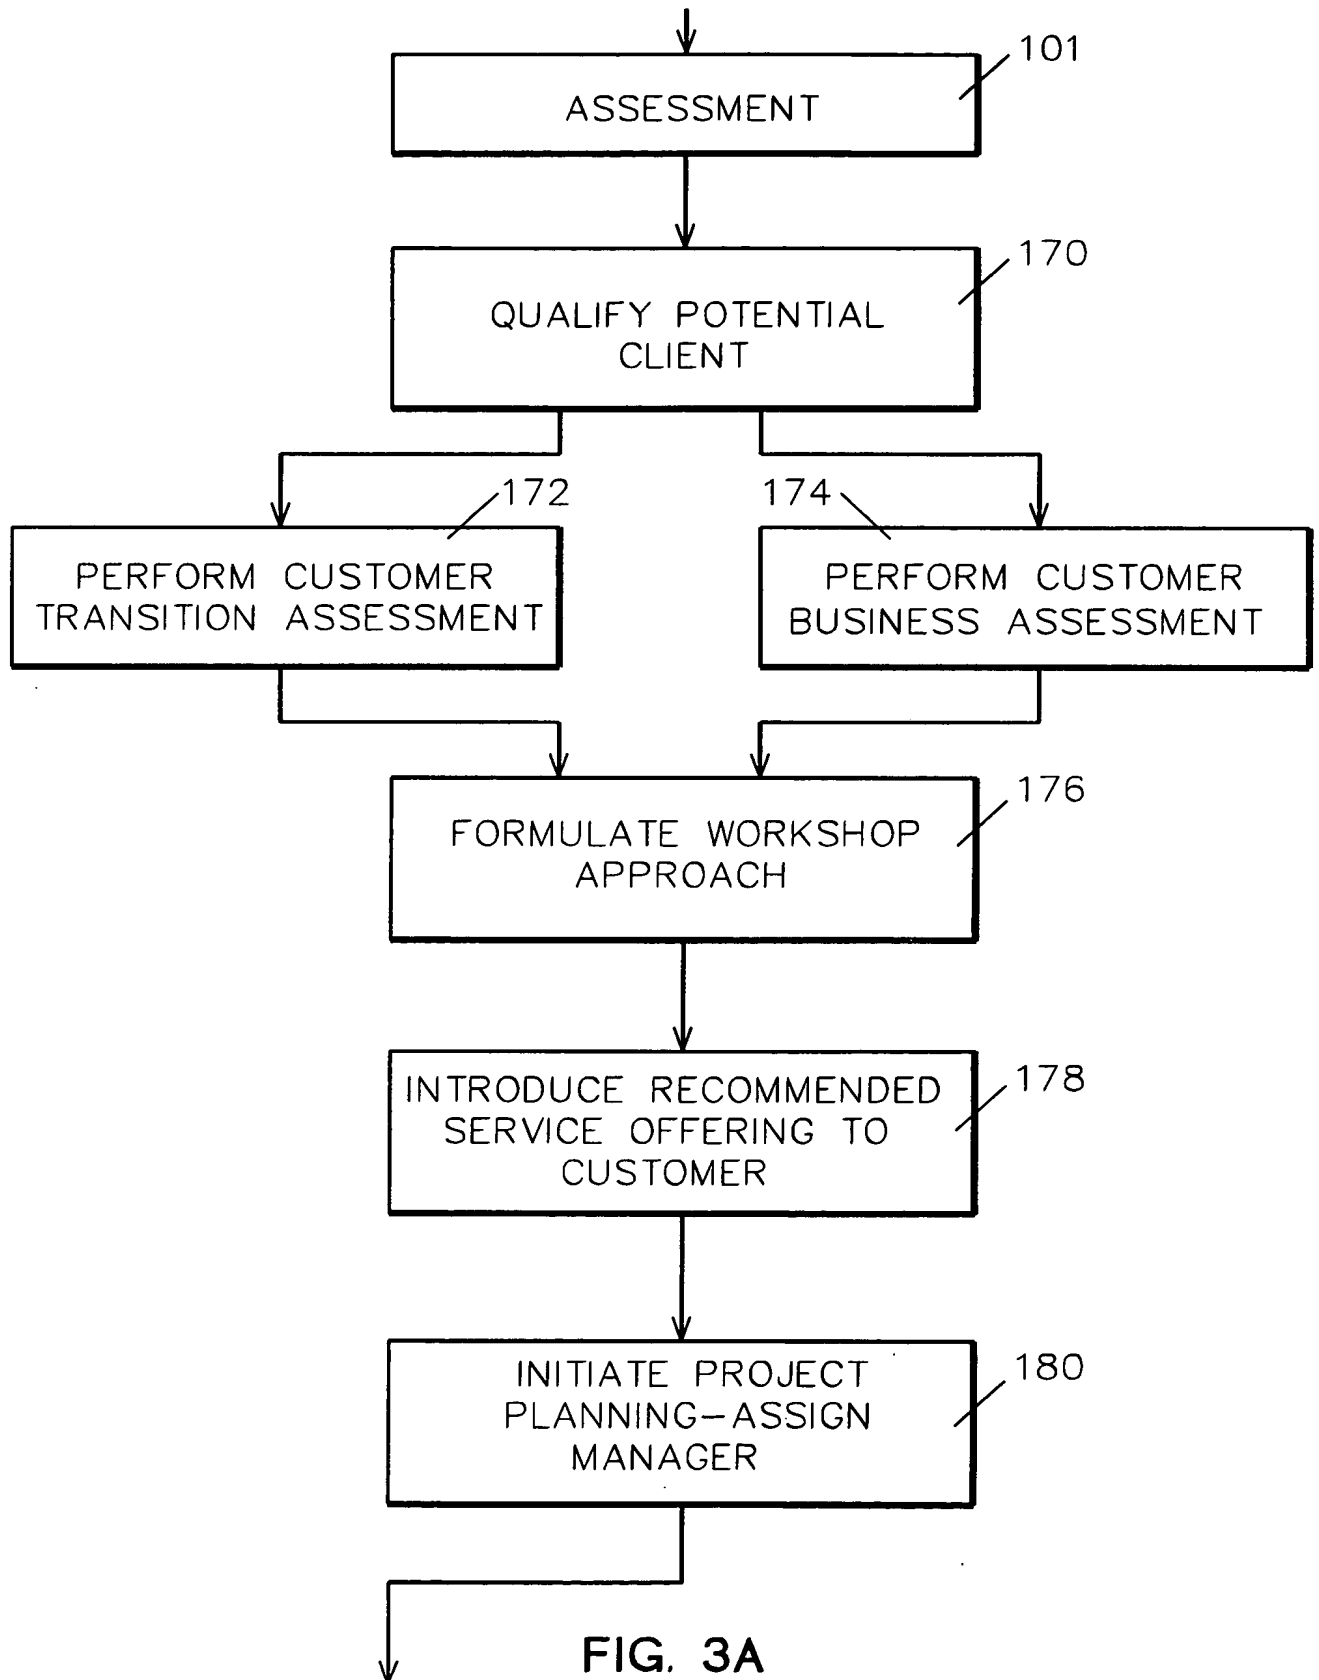 101
ASSESSMENT
170
QUALIFY POTENTIAL
CLIENT
172
PERFORM CUSTOMER
TRANSITION ASSESSMENT
174
PERFORM CUSTOMER
BUSINESS ASSESSMENT
176
FORMULATE WORKSHOP
APPROACH
178
INTRODUCE RECOMMENDED
SERVICE OFFERING TO
CUSTOMER
180
INITIATE PROJECT
PLANNING–ASSIGN
MANAGER
FIG. 3A